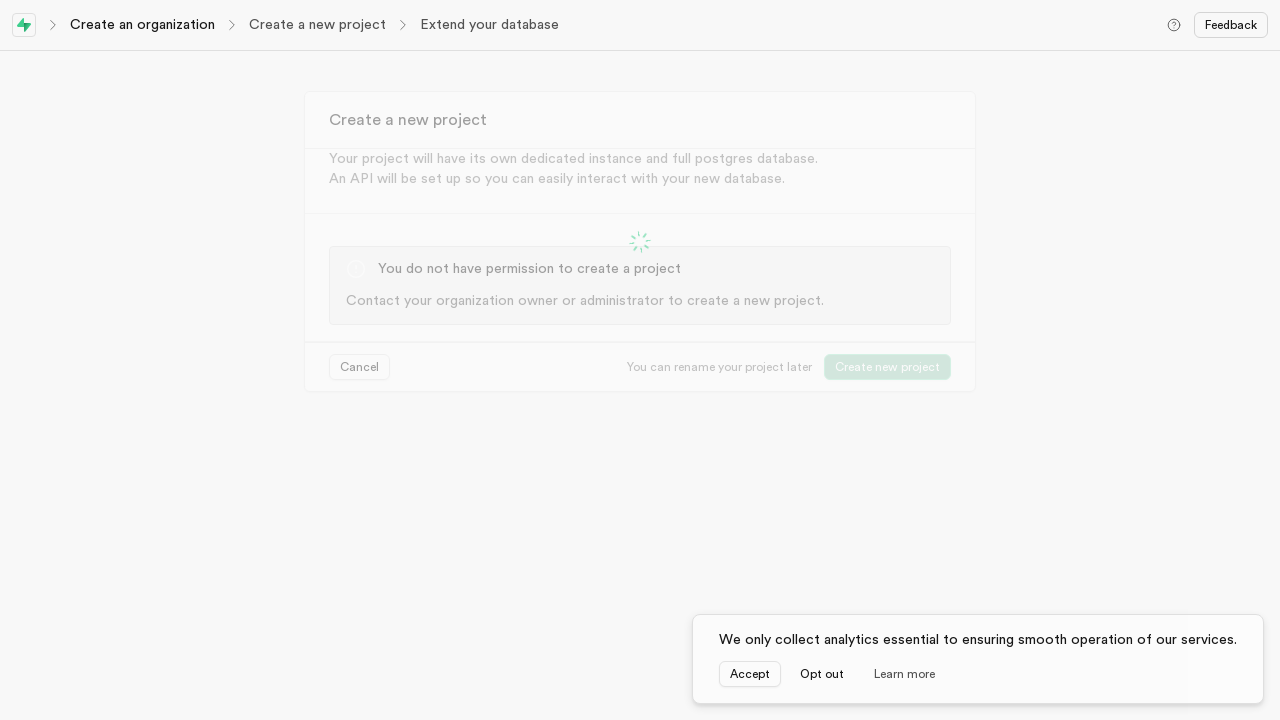 Create an organization
Create a new project
Extend your database
Feedback
Create a new project
Your project will have its own dedicated instance and full postgres database.
An API will be set up so you can easily interact with your new database.
You do not have permission to create a project
Contact your organization owner or administrator to create a new project.
Cancel
You can rename your project later
Create new project
We only collect analytics essential to ensuring smooth operation of our services.
Accept
Opt out
Learn more